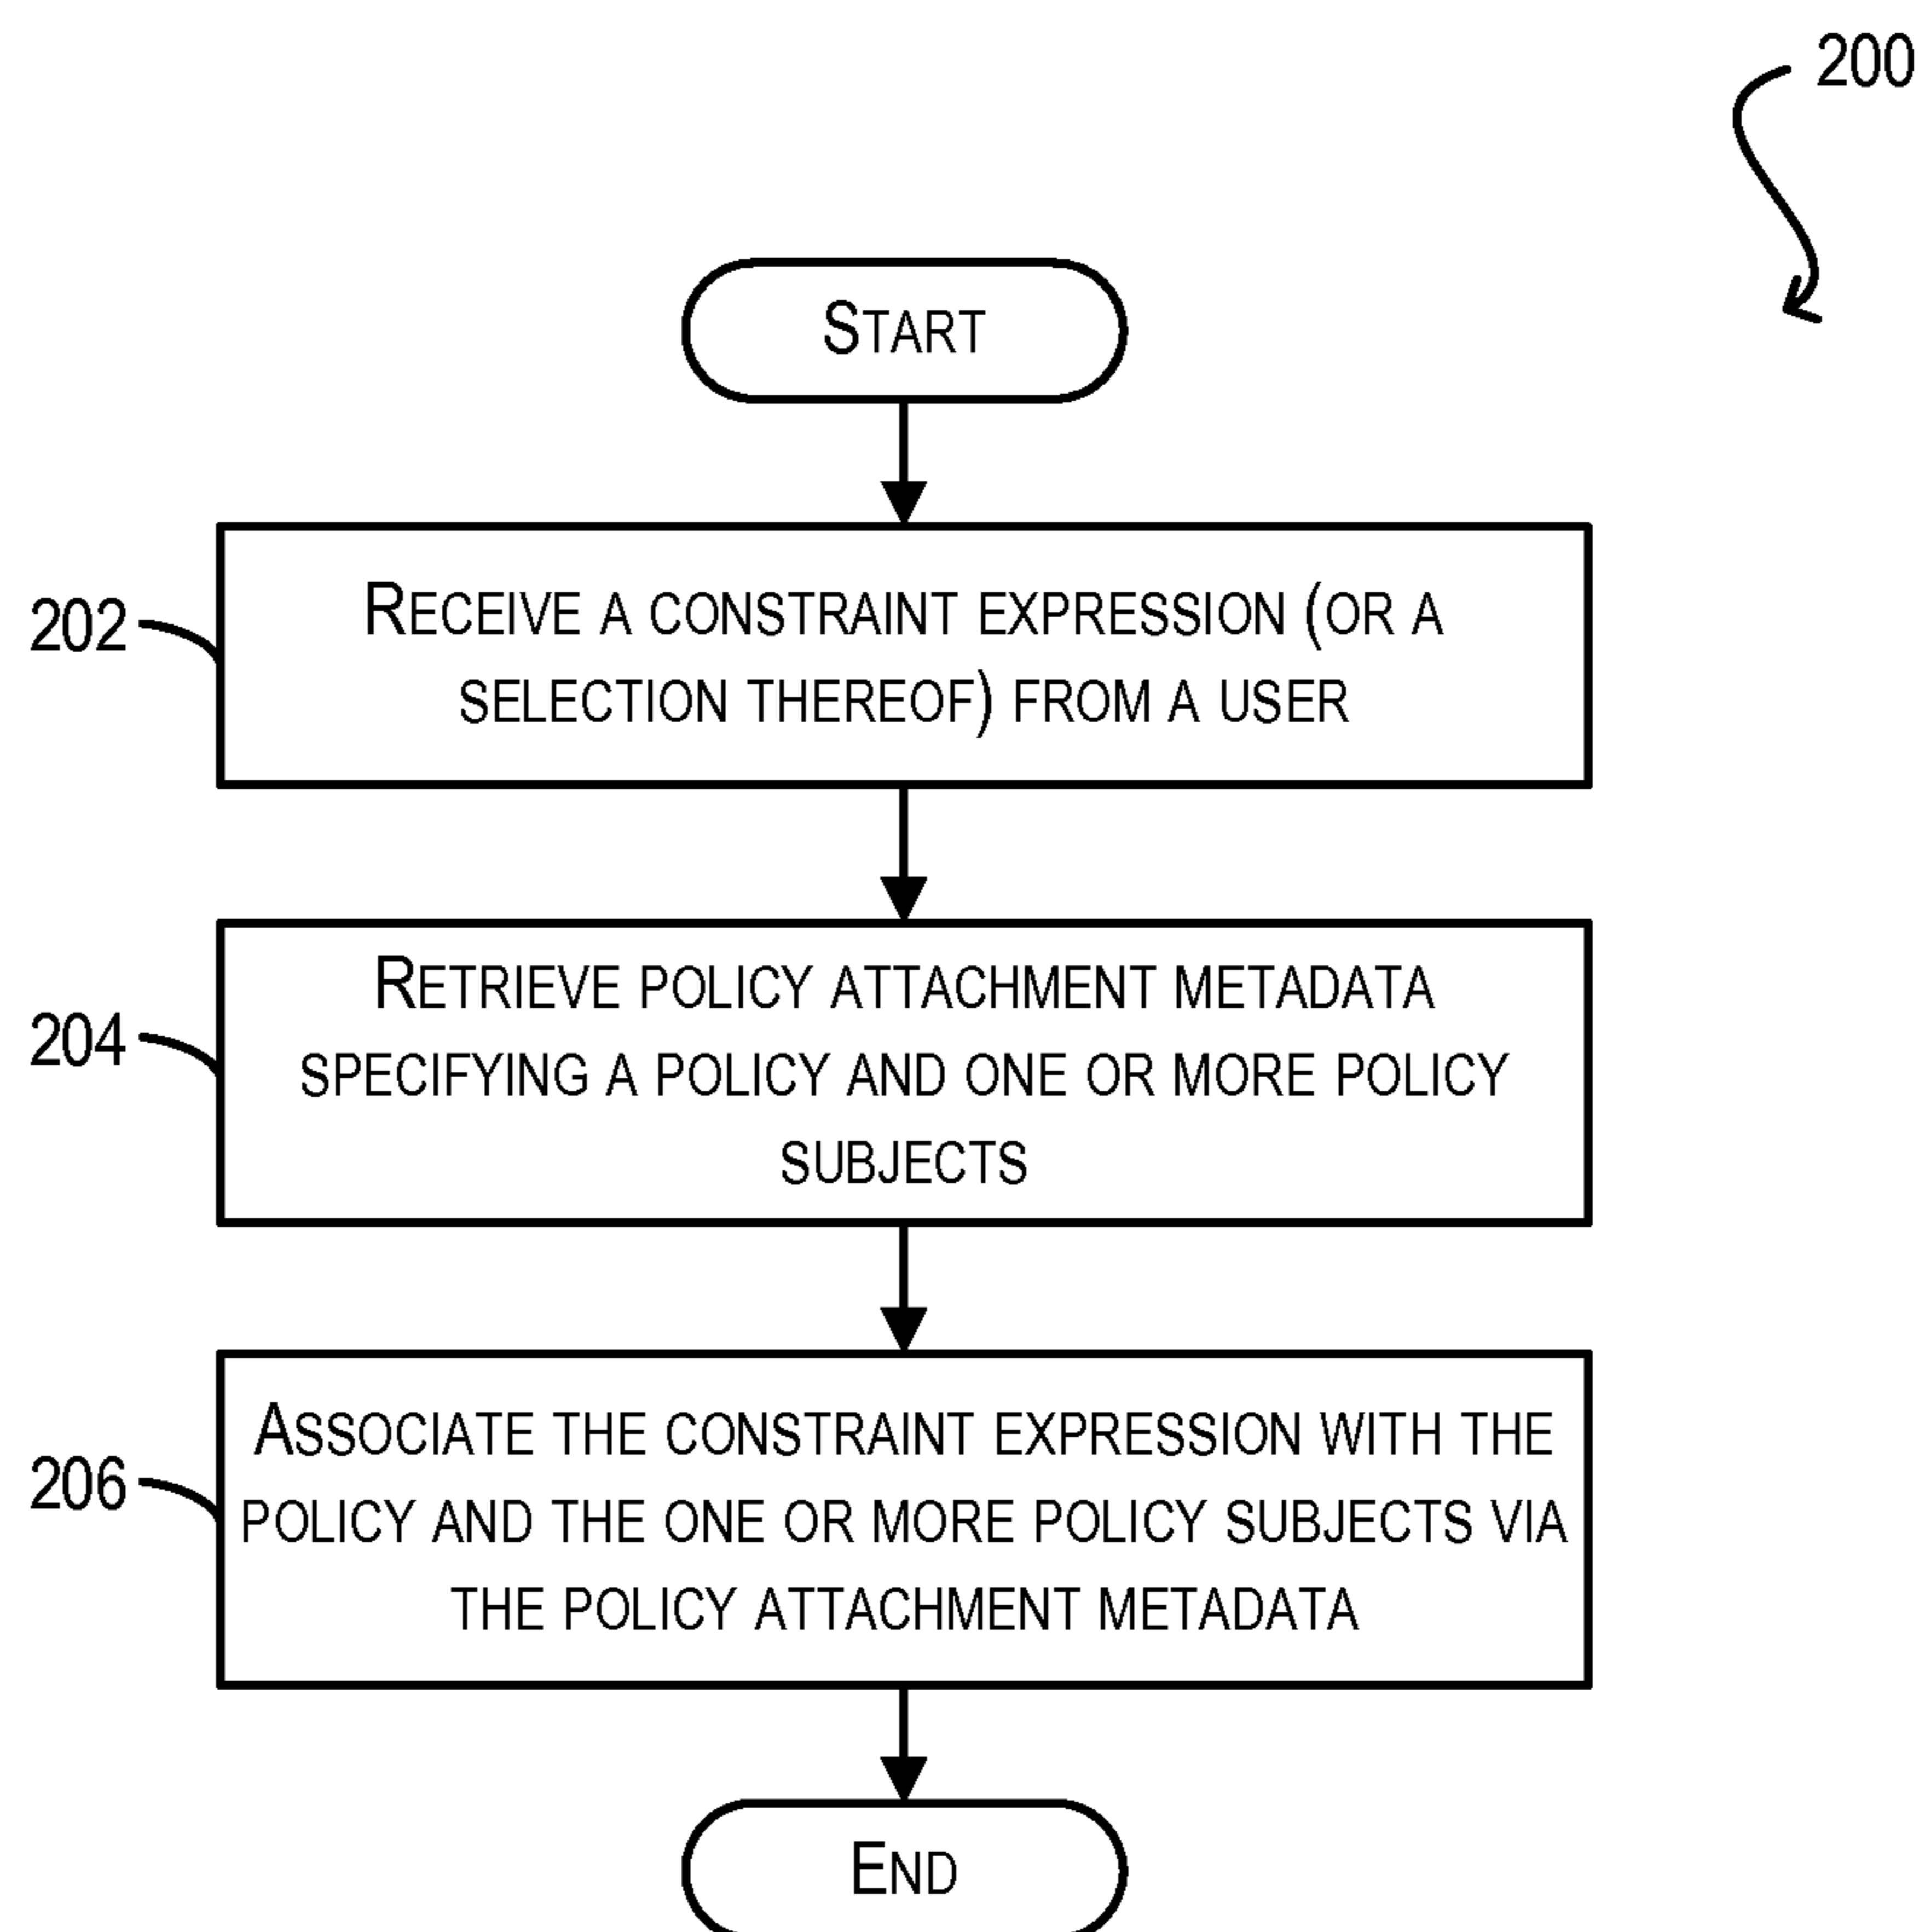 200
START
202
RECEIVE A CONSTRAINT EXPRESSION (OR A
SELECTION THEREOF) FROM A USER
204
RETRIEVE POLICY ATTACHMENT METADATA
SPECIFYING A POLICY AND ONE OR MORE POLICY
SUBJECTS
206
ASSOCIATE THE CONSTRAINT EXPRESSION WITH THE
POLICY AND THE ONE OR MORE POLICY SUBJECTS VIA
THE POLICY ATTACHMENT METADATA
END